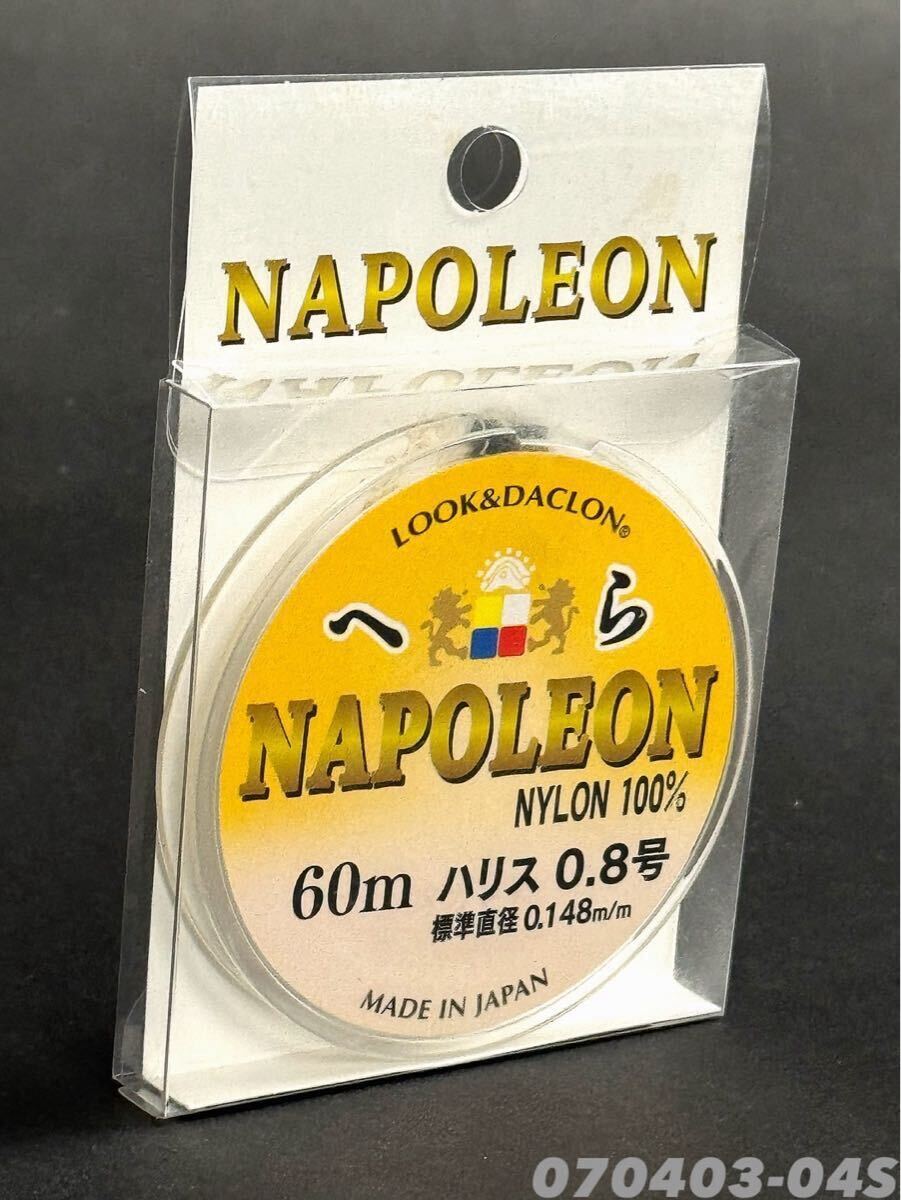 NAPOLEON
LOOK&DACLON®
へら
NAPOLEON
NYLON 100%
60m ハリス 0.8号
標準直径 0.148m/m
MADE IN JAPAN
070403-04S